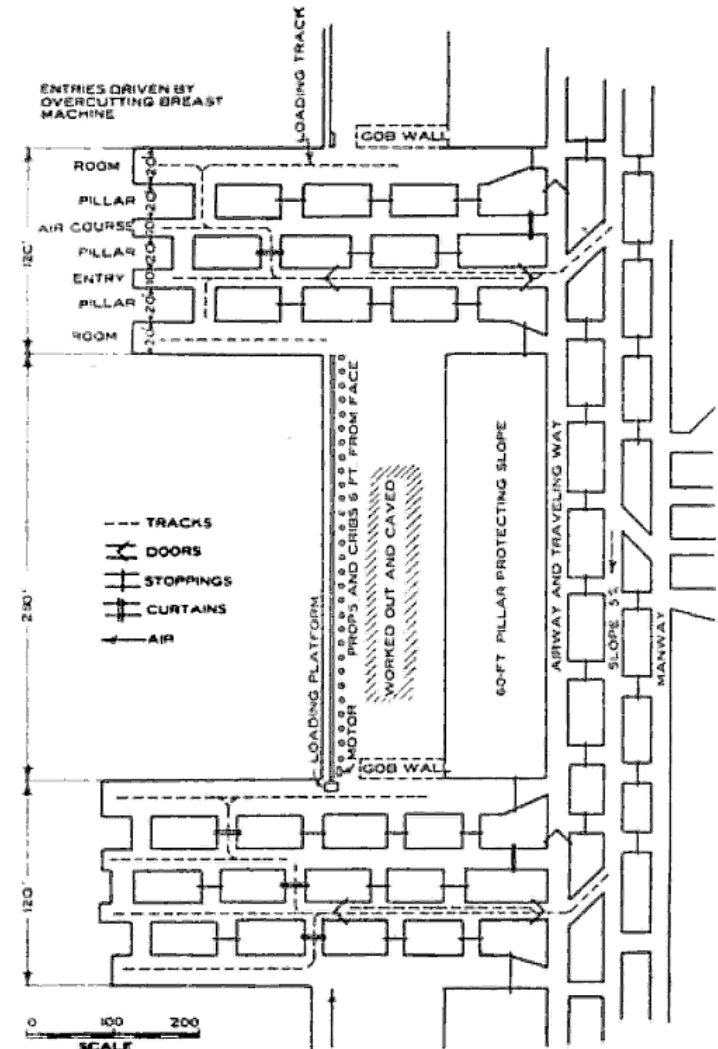 ENTRIES DRIVEN BY
OVERCUTTING BREAST
MACHINE
LOADING TRACK
GOB WALL
ROOM
20'
PILLAR
20'
AIR COURSE
10'
PILLAR
20'
ENTRY
10'
PILLAR
20'
ROOM
20'
120'
TRACKS
DOORS
STOPPINGS
CURTAINS
AIR
LOADING PLATFORM
MOTOR
PROPS AND CRIBS 6 FT. FROM FACE
WORKED OUT AND CAVED
60-FT PILLAR PROTECTING SLOPE
AIRWAY AND TRAVELING WAY
SLOPE 5%
MANWAY
GOB WAL
120'
0 100 200
SCALE